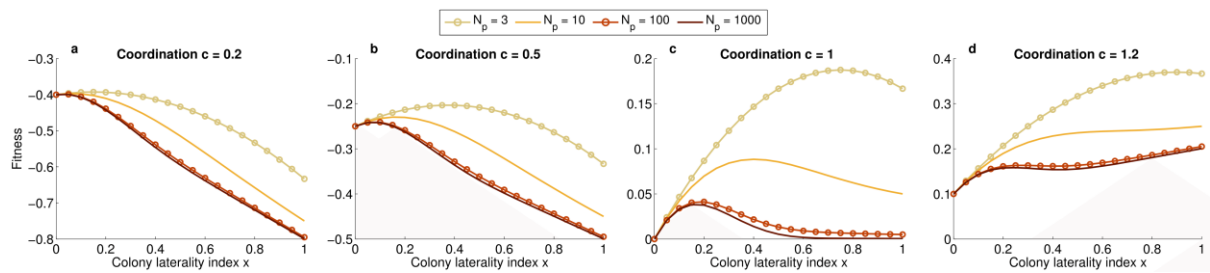 N_p = 3 N_p = 10 N_p = 100 N_p = 1000
a Coordination c = 0.2
−0.3
−0.4
−0.5
−0.6
−0.7
−0.8
Fitness
0 0.2 0.4 0.6 0.8 1
Colony laterality index x
b Coordination c = 0.5
−0.1
−0.2
−0.3
−0.4
−0.5
0 0.2 0.4 0.6 0.8 1
Colony laterality index x
c Coordination c = 1
0.2
0.15
0.1
0.05
0
0 0.2 0.4 0.6 0.8 1
Colony laterality index x
d Coordination c = 1.2
0.4
0.3
0.2
0.1
0
0 0.2 0.4 0.6 0.8 1
Colony laterality index x